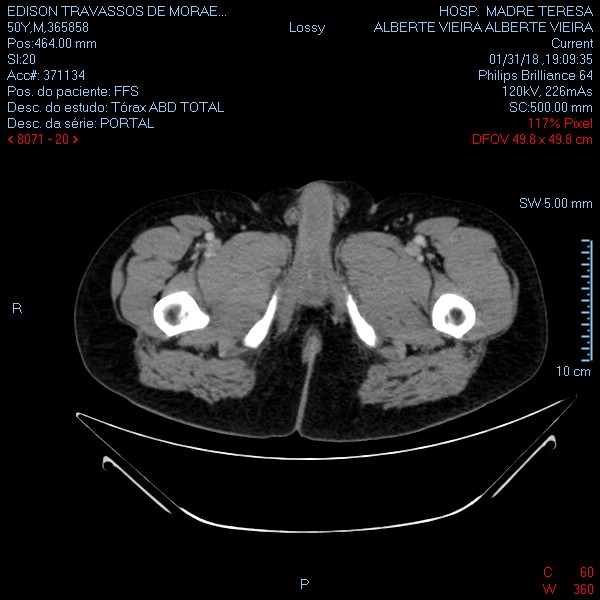 EDISON TRAVASSOS DE MORAE...
50Y,M,365858
Pos:464.00 mm
Sl:20
Acc#: 371134
Pos. do paciente: FFS
Desc. do estudo: Tórax ABD TOTAL
Desc. da série: PORTAL
< 8071 - 20 >
Lossy
HOSP. MADRE TERESA
ALBERTE VIEIRA ALBERTE VIEIRA
Current
01/31/18 ,19:09:35
Philips Brilliance 64
120kV, 226mAs
SC:500.00 mm
117% Pixel
DFOV 49.8 x 49.8 cm
SW 5.00 mm
R
10 cm
P
C 60
W 360